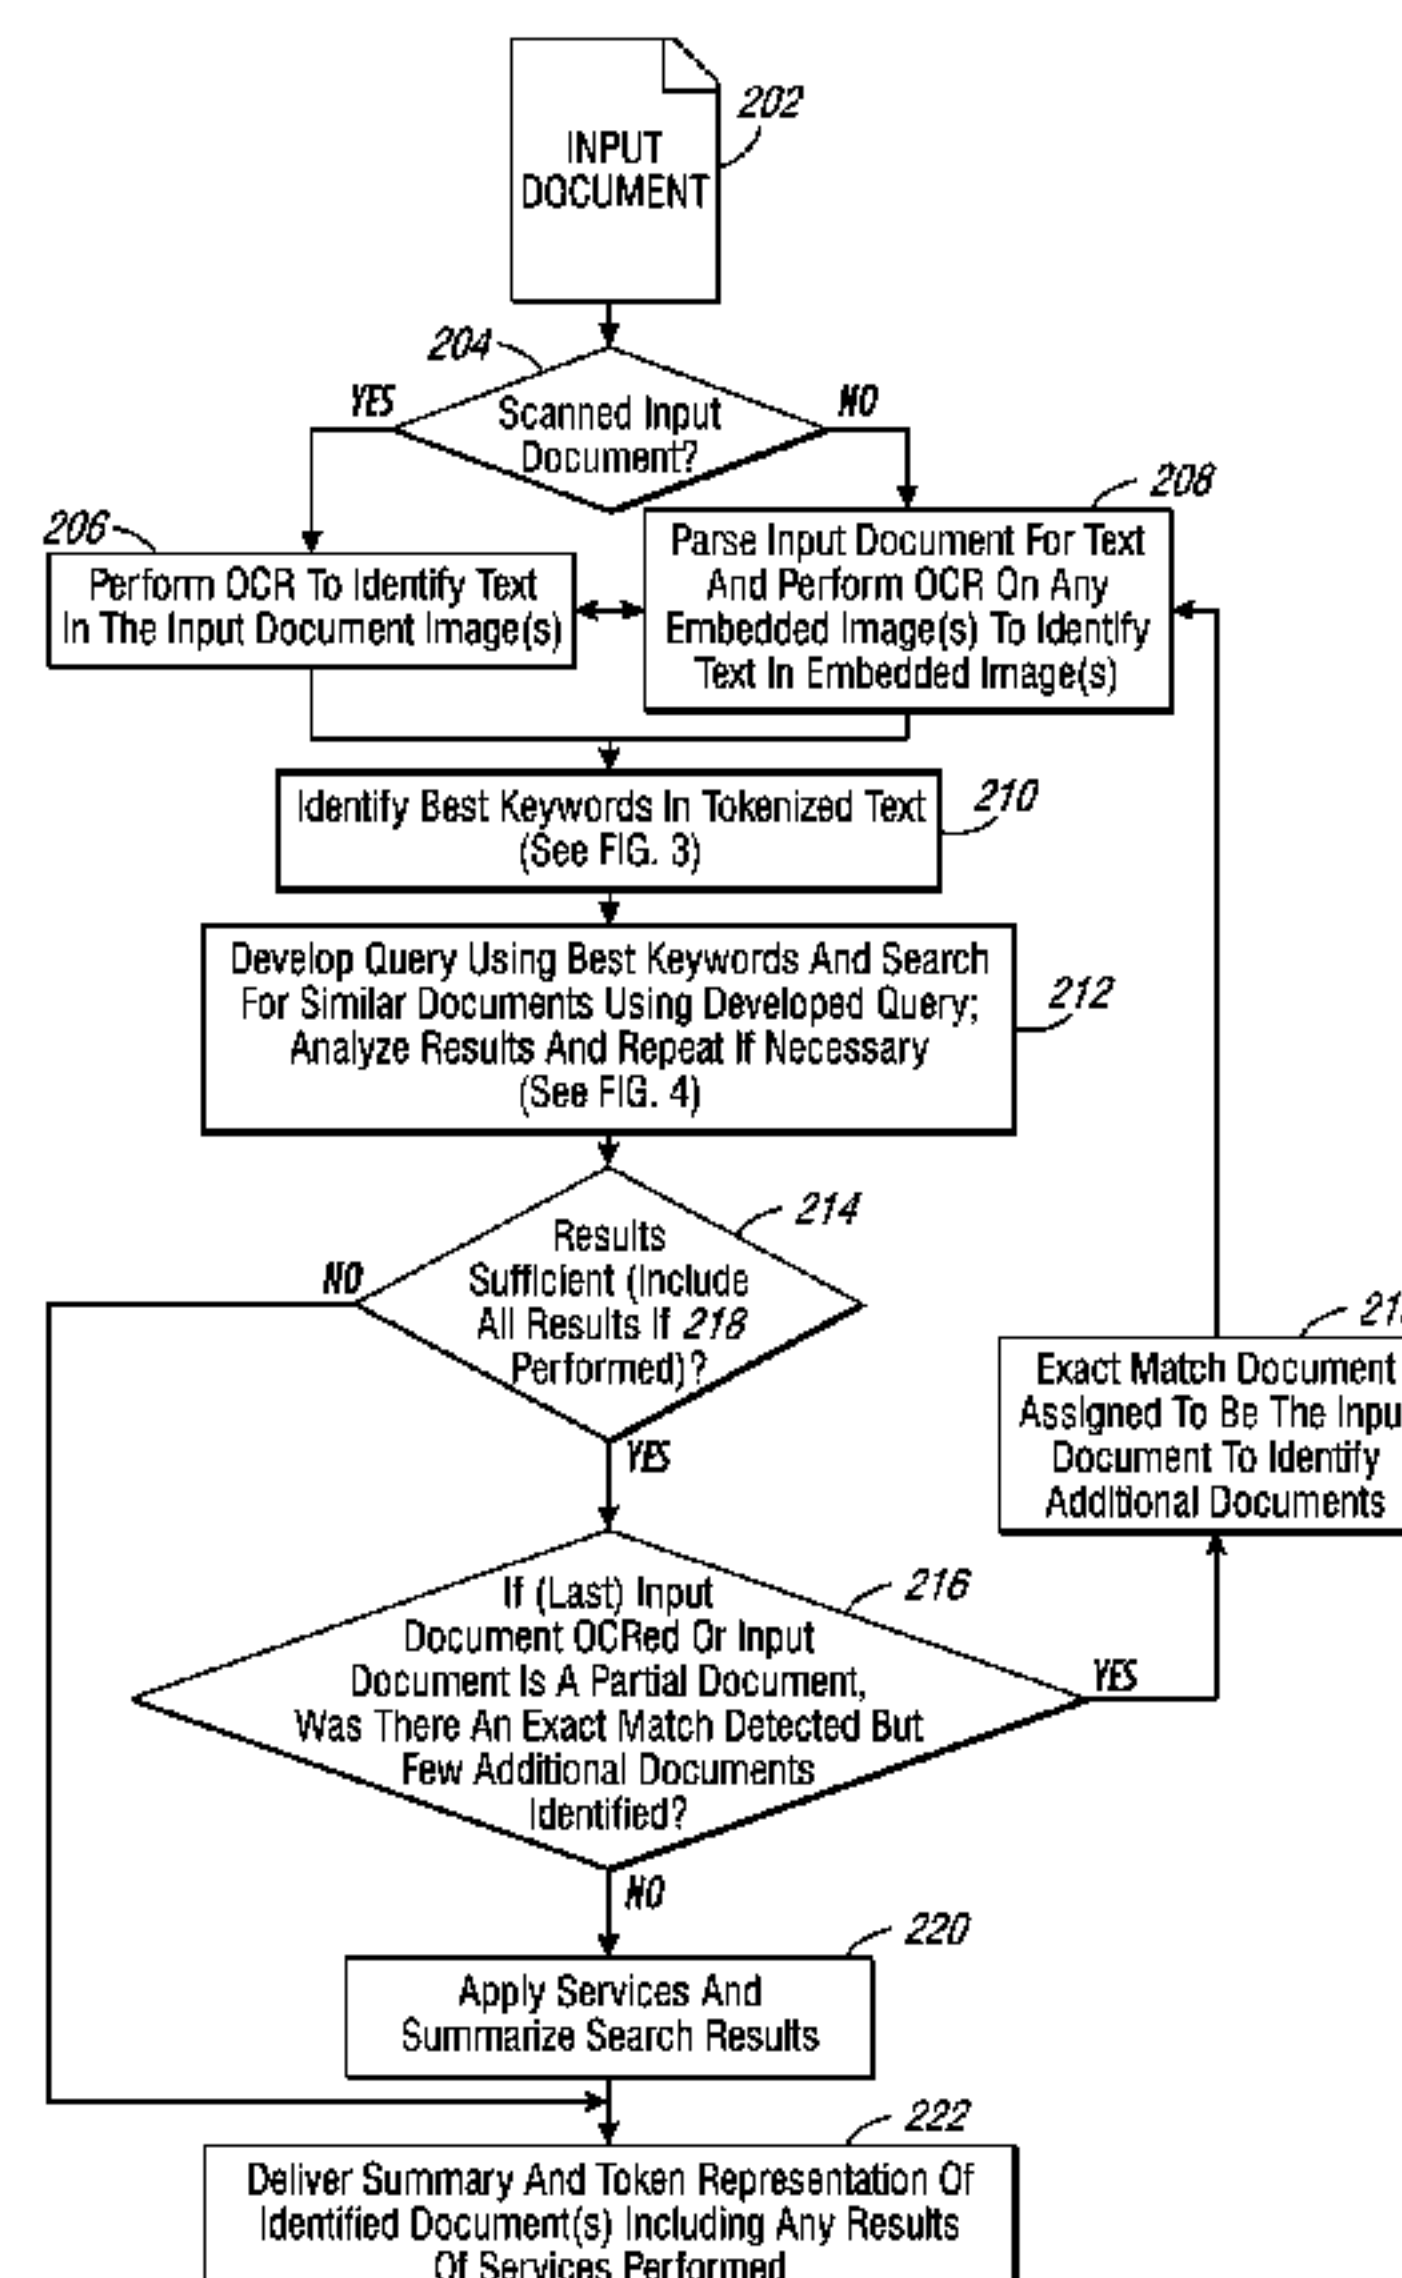 202
INPUT
DOCUMENT
204
YES
NO
Scanned Input
Document?
208
206
Parse Input Document For Text
And Perform OCR On Any
Embedded Image(s) To Identify
Text In Embedded Image(s)
Perform OCR To Identify Text
In The Input Document Image(s)
Identify Best Keywords In Tokenized Text
(See FIG. 3)
210
Develop Query Using Best Keywords And Search
For Similar Documents Using Developed Query;
Analyze Results And Repeat If Necessary
(See FIG. 4)
212
214
Results
Sufficient (Include
All Results If 218
Performed)?
NO
YES
Exact Match Document
Assigned To Be The
Document To Identify
Additional Documents
216
If (Last) Input
Document OCRed Or Input
Document Is A Partial Document,
Was There An Exact Match Detected But
Few Additional Documents
Identified?
YES
NO
220
Apply Services And
Summarize Search Results
222
Deliver Summary And Token Representation Of
Identified Document(s) Including Any Results
Of Services Performed